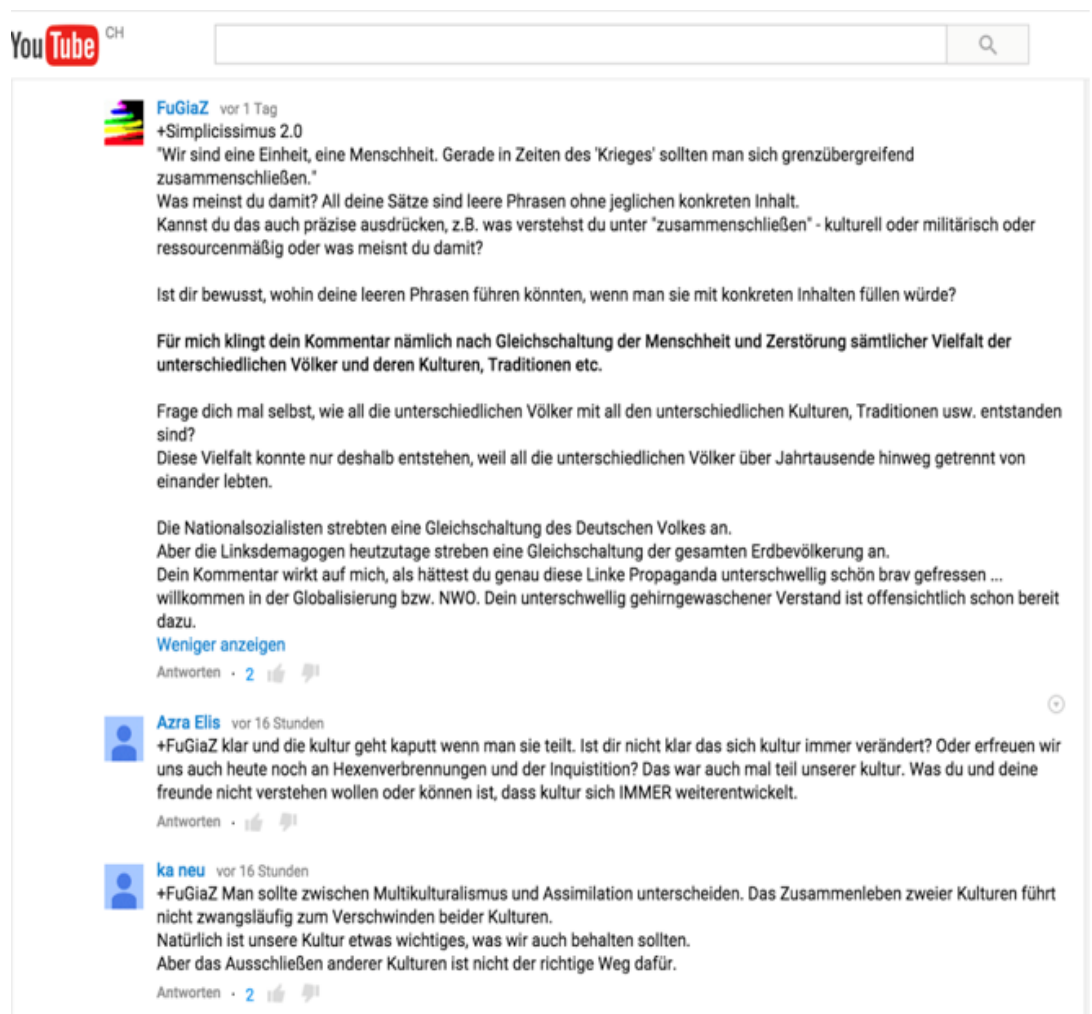 YouTube CH
FuGiaZ vor 1 Tag
+Simplicissimus 2.0
"Wir sind eine Einheit, eine Menschheit. Gerade in Zeiten des 'Krieges' sollten man sich grenzübergreifend
zusammenschließen."
Was meinst du damit? All deine Sätze sind leere Phrasen ohne jeglichen konkreten Inhalt.
Kannst du das auch präzise ausdrücken, z.B. was verstehst du unter "zusammenschließen" - kulturell oder militärisch oder
ressourcenmäßig oder was meisnt du damit?
Ist dir bewusst, wohin deine leeren Phrasen führen könnten, wenn man sie mit konkreten Inhalten füllen würde?
Für mich klingt dein Kommentar nämlich nach Gleichschaltung der Menschheit und Zerstörung sämtlicher Vielfalt der
unterschiedlichen Völker und deren Kulturen, Traditionen etc.
Frage dich mal selbst, wie all die unterschiedlichen Völker mit all den unterschiedlichen Kulturen, Traditionen usw. entstanden
sind?
Diese Vielfalt konnte nur deshalb entstehen, weil all die unterschiedlichen Völker über Jahrtausende hinweg getrennt von
einander lebten.
Die Nationalsozialisten strebten eine Gleichschaltung des Deutschen Volkes an.
Aber die Linksdemagogen heutzutage streben eine Gleichschaltung der gesamten Erdbevölkerung an.
Dein Kommentar wirkt auf mich, als hättest du genau diese Linke Propaganda unterschwellig schön brav gefressen ...
willkommen in der Globalisierung bzw. NWO. Dein unterschwellig gehirngewaschener Verstand ist offensichtlich schon bereit
dazu.
Weniger anzeigen
Antworten · 2
Azra Elis vor 16 Stunden
+FuGiaZ klar und die kultur geht kaputt wenn man sie teilt. Ist dir nicht klar das sich kultur immer verändert? Oder erfreuen wir
uns auch heute noch an Hexenverbrennungen und der Inquistition? Das war auch mal teil unserer kultur. Was du und deine
freunde nicht verstehen wollen oder können ist, dass kultur sich IMMER weiterentwickelt.
Antworten ·
ka neu vor 16 Stunden
+FuGiaZ Man sollte zwischen Multikulturalismus und Assimilation unterscheiden. Das Zusammenleben zweier Kulturen führt
nicht zwangsläufig zum Verschwinden beider Kulturen.
Natürlich ist unsere Kultur etwas wichtiges, was wir auch behalten sollten.
Aber das Ausschließen anderer Kulturen ist nicht der richtige Weg dafür.
Antworten · 2